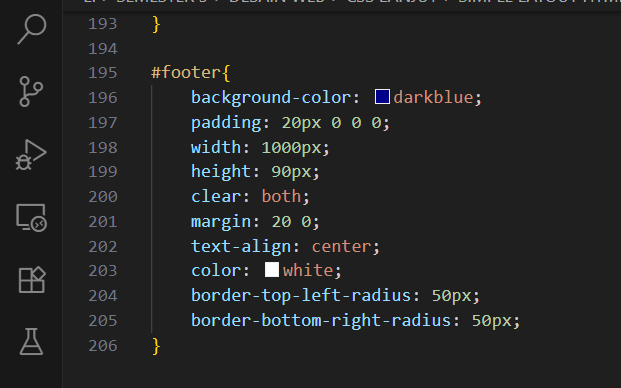 193 }
194
195 #footer{
196 background-color: darkblue;
197 padding: 20px 0 0 0;
198 width: 1000px;
199 height: 90px;
200 clear: both;
201 margin: 20 0;
202 text-align: center;
203 color: white;
204 border-top-left-radius: 50px;
205 border-bottom-right-radius: 50px;
206 }